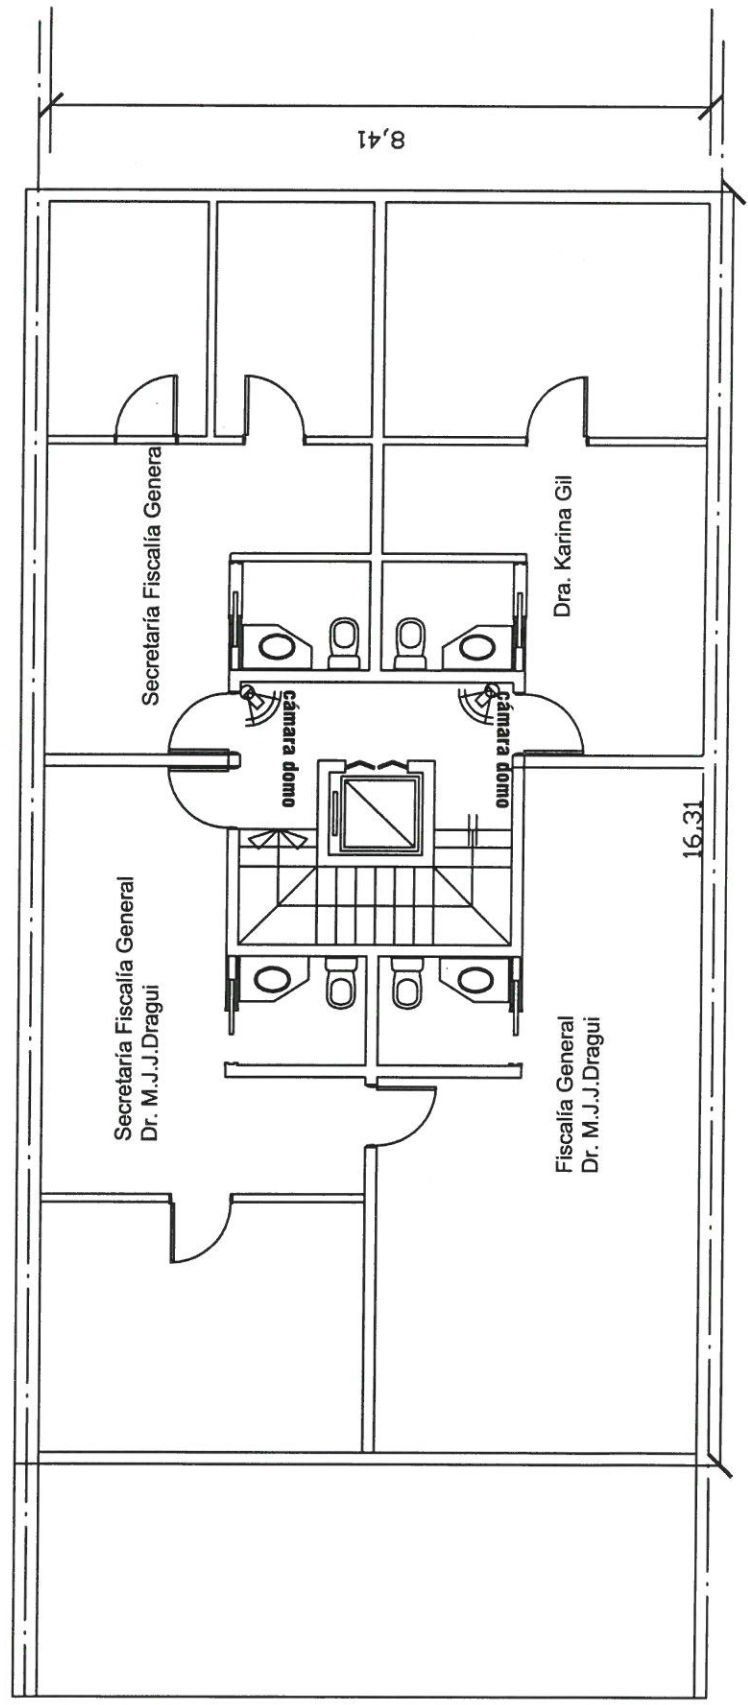 8,41
Secretaría Fiscalía Genera
Dra. Karina Gil
cámara domo
cámara domo
16,31
Secretaría Fiscalía General
Dr. M.J.J.Dragui
Fiscalía General
Dr. M.J.J.Dragui